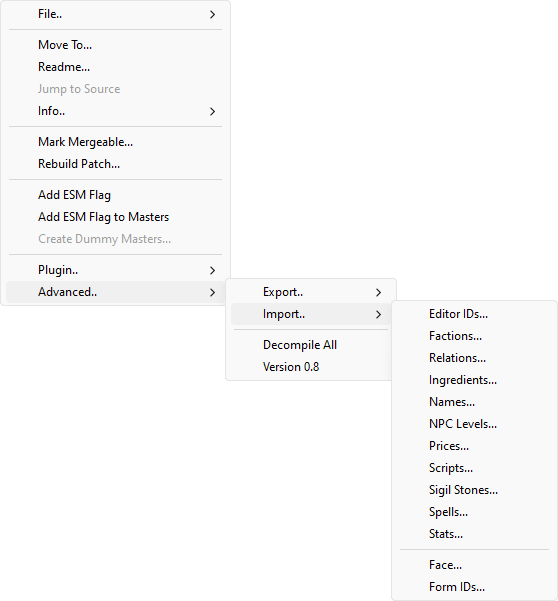 File..
Move To...
Readme...
Jump to Source
Info..
Mark Mergeable...
Rebuild Patch...
Add ESM Flag
Add ESM Flag to Masters
Create Dummy Masters...
Plugin..
Advanced..
Export..
Import..
Decompile All
Version 0.8
Editor IDs...
Factions...
Relations...
Ingredients...
Names...
NPC Levels...
Prices...
Scripts...
Sigil Stones...
Spells...
Stats...
Face...
Form IDs...